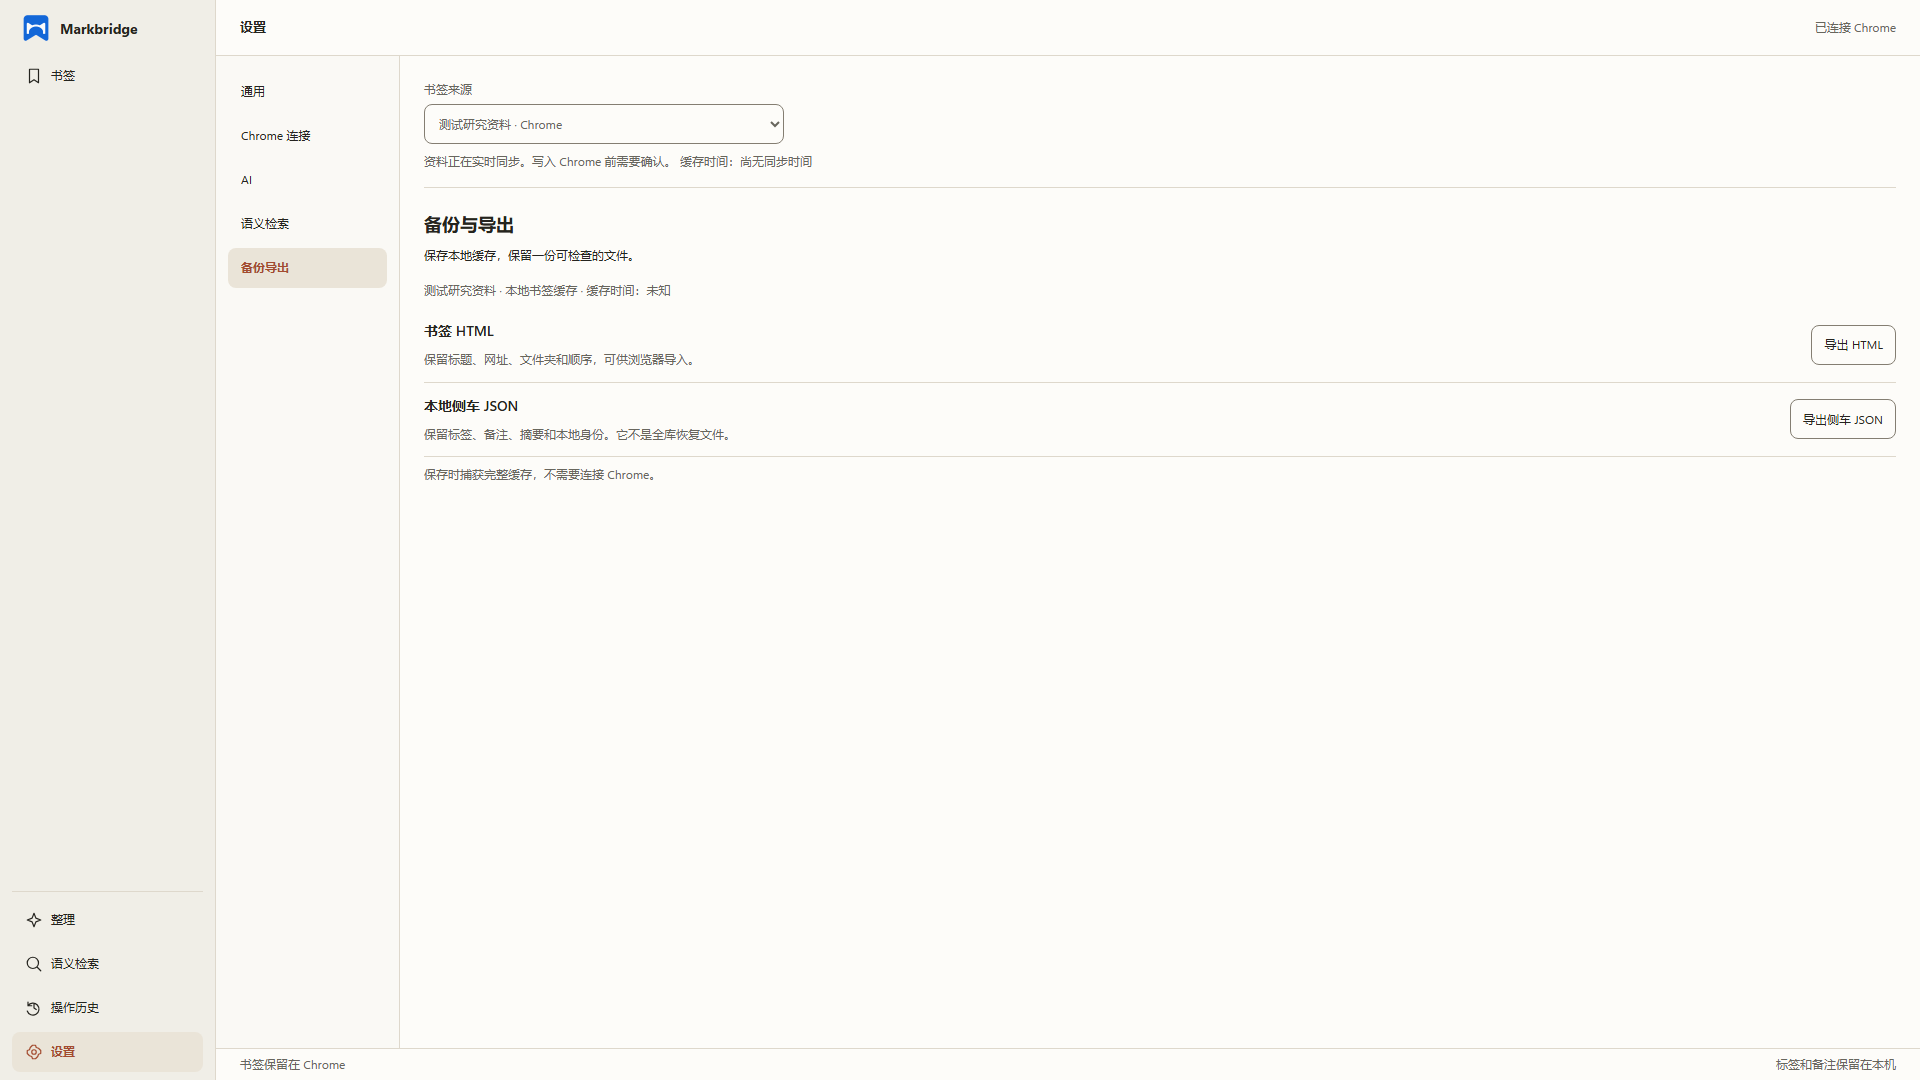 Markbridge
书签
整理
语义检索
操作历史
设置
设置
已连接 Chrome
通用
Chrome 连接
AI
语义检索
备份导出
书签来源
测试研究资料 · Chrome
资料正在实时同步。写入 Chrome 前需要确认。 缓存时间：尚无同步时间
备份与导出
保存本地缓存，保留一份可检查的文件。
测试研究资料 · 本地书签缓存 · 缓存时间：未知
书签 HTML
保留标题、网址、文件夹和顺序，可供浏览器导入。
导出 HTML
本地侧车 JSON
保留标签、备注、摘要和本地身份。它不是全库恢复文件。
导出侧车 JSON
保存时捕获完整缓存，不需要连接 Chrome。
书签保留在 Chrome
标签和备注保留在本机